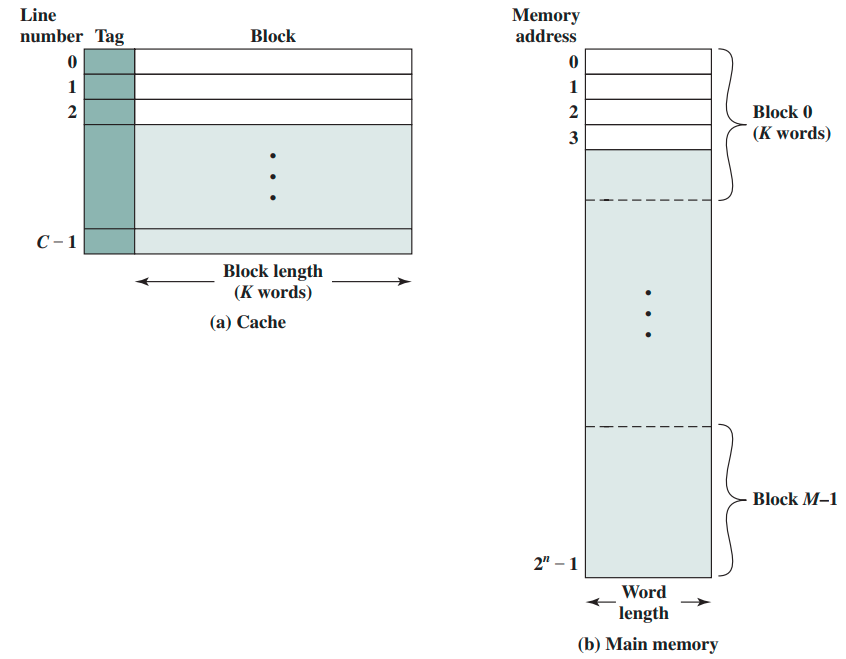 Line
number Tag Block
0
1
2
C – 1
Block length
(K words)
(a) Cache
Memory
address
0
1
2
3
Block 0
(K words)
Block M–1
2ⁿ – 1
Word
length
(b) Main memory